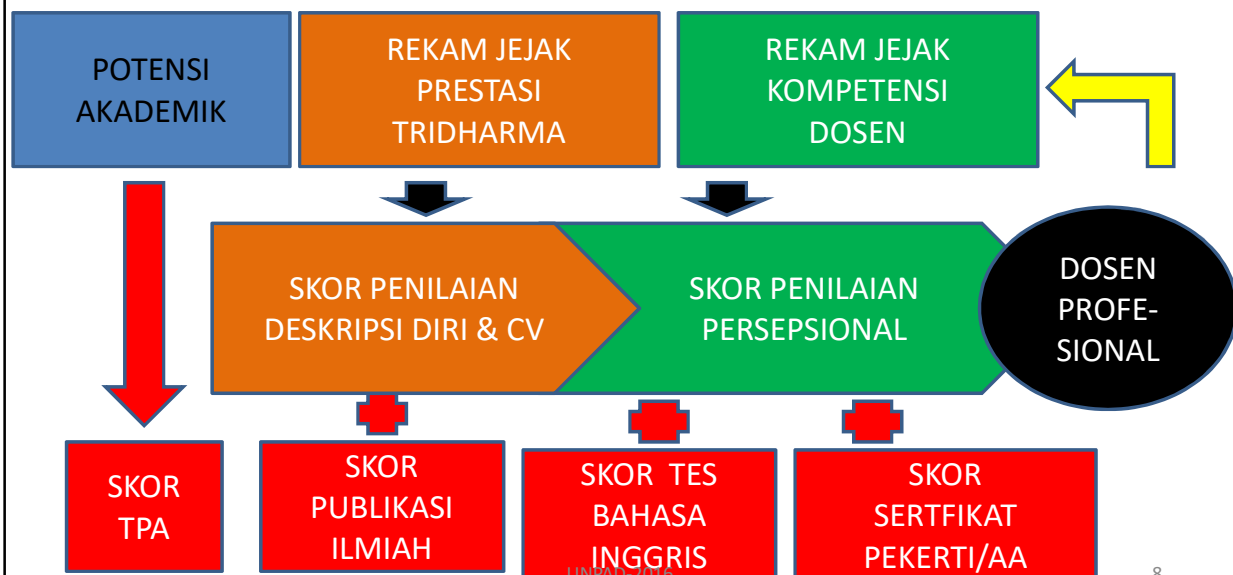 POTENSI
AKADEMIK
REKAM JEJAK
PRESTASI
TRIDHARMA
REKAM JEJAK
KOMPETENSI
DOSEN
SKOR PENILAIAN
DESKRIPSI DIRI & CV
SKOR PENILAIAN
PERSEPSIONAL
DOSEN
PROFE-
SIONAL
SKOR
TPA
SKOR
PUBLIKASI
ILMIAH
SKOR TES
BAHASA
INGGRIS
SKOR
SERTFIKAT
PEKERTI/AA
UNPAD-2016
8